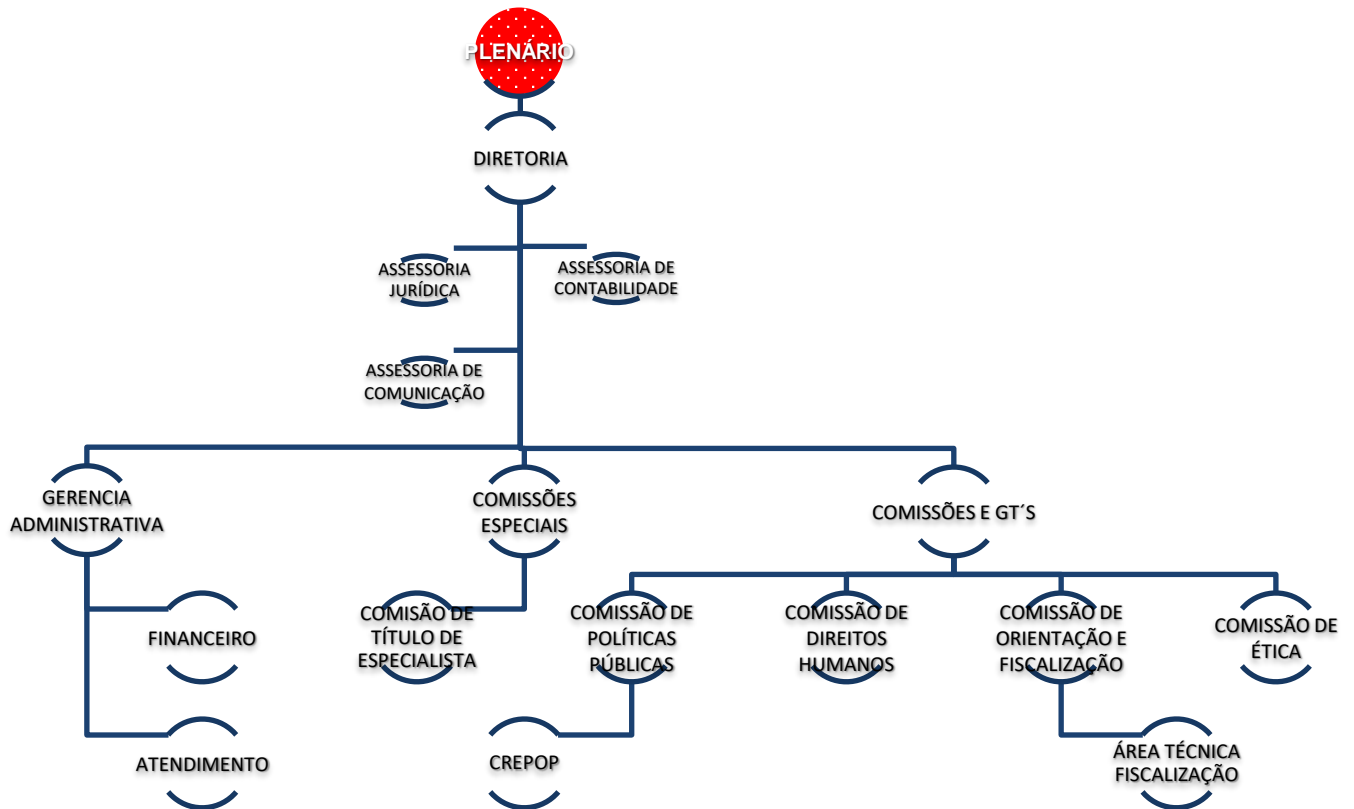 PLENÁRIO
DIRETORIA
ASSESSORIA
JURÍDICA
ASSESSORIA DE
CONTABILIDADE
ASSESSORIA DE
COMUNICAÇÃO
GERENCIA
ADMINISTRATIVA
COMISSÕES
ESPECIAIS
COMISSÕES E GT´S
FINANCEIRO
COMISÃO DE
TÍTULO DE
ESPECIALISTA
COMISSÃO DE
POLÍTICAS
PÚBLICAS
COMISSÃO DE
DIREITOS
HUMANOS
COMISSÃO DE
ORIENTAÇÃO E
FISCALIZAÇÃO
COMISSÃO DE
ÉTICA
ATENDIMENTO
CREPOP
ÁREA TÉCNICA
FISCALIZAÇÃO